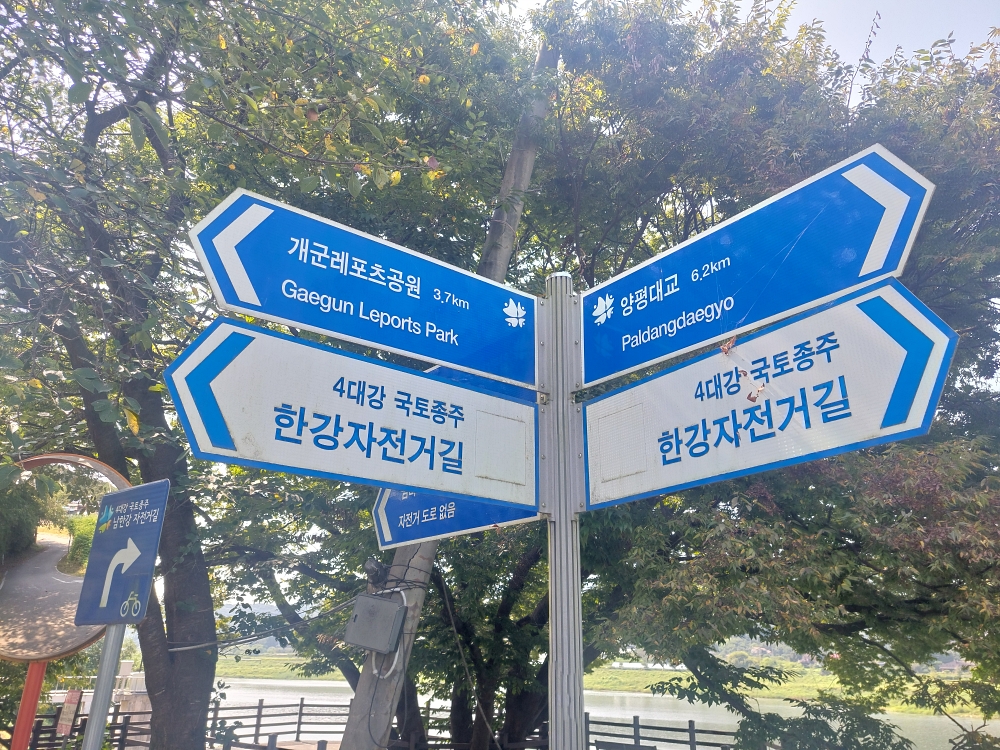 개군레포츠공원 3.7km
Gaegun Leports Park
4대강 국토종주
한강자전거길
양평대교 6.2km
Paldangdaegyo
4대강 국토종주
한강자전거길
자전거 도로 없음
4대강 국토종주
남한강 자전거길